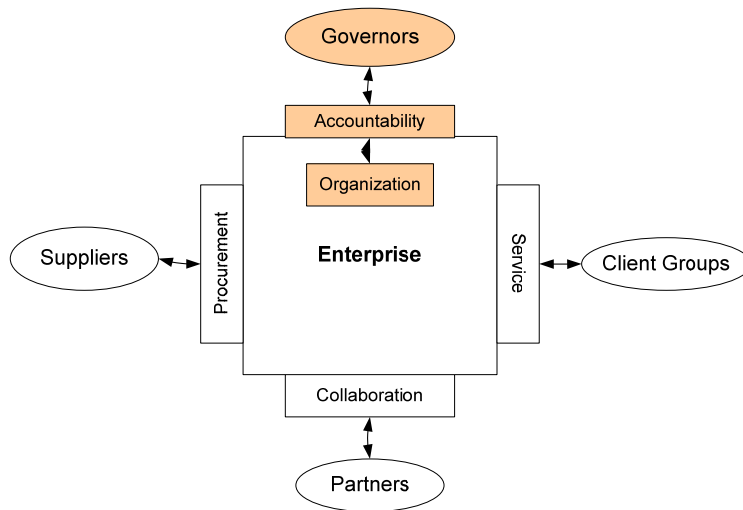 Governors
Accountability
Organization
Procurement
Suppliers
Enterprise
Service
Client Groups
Collaboration
Partners